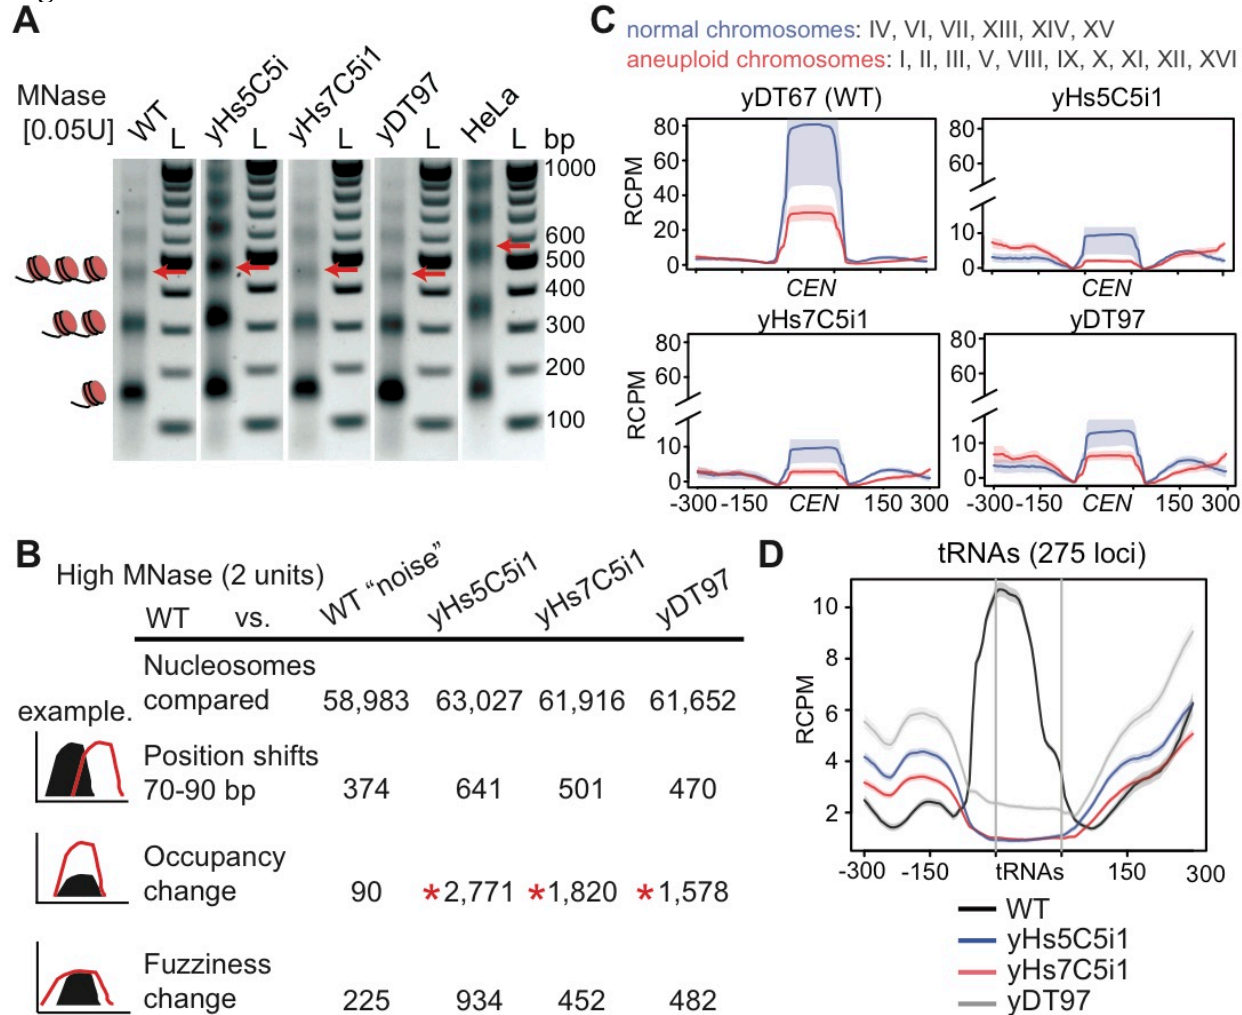 A
MNase
[0.05U]
WT
L
yHs5C5i
L
yHs7C5i1
L
yDT97
L
HeLa
L
bp
1000
600
500
400
300
200
100
B
High MNase (2 units)
WT vs. WT “noise” yHs5C5i1 yHs7C5i1 yDT97
Nucleosomes
compared 58,983 63,027 61,916 61,652
example.
Position shifts
70-90 bp 374 641 501 470
Occupancy
change 90 *2,771 *1,820 *1,578
Fuzziness
change 225 934 452 482
C
normal chromosomes: IV, VI, VII, XIII, XIV, XV
aneuploid chromosomes: I, II, III, V, VIII, IX, X, XI, XII, XVI
yDT67 (WT)
RCPM
80
60
40
20
0
CEN
yHs5C5i1
80
60
10
0
CEN
yHs7C5i1
RCPM
80
60
10
0
-300 -150 CEN 150 300
yDT97
80
60
10
0
-300 -150 CEN 150 300
D
tRNAs (275 loci)
RCPM
10
8
6
4
2
-300 -150 tRNAs 150 300
WT
yHs5C5i1
yHs7C5i1
yDT97